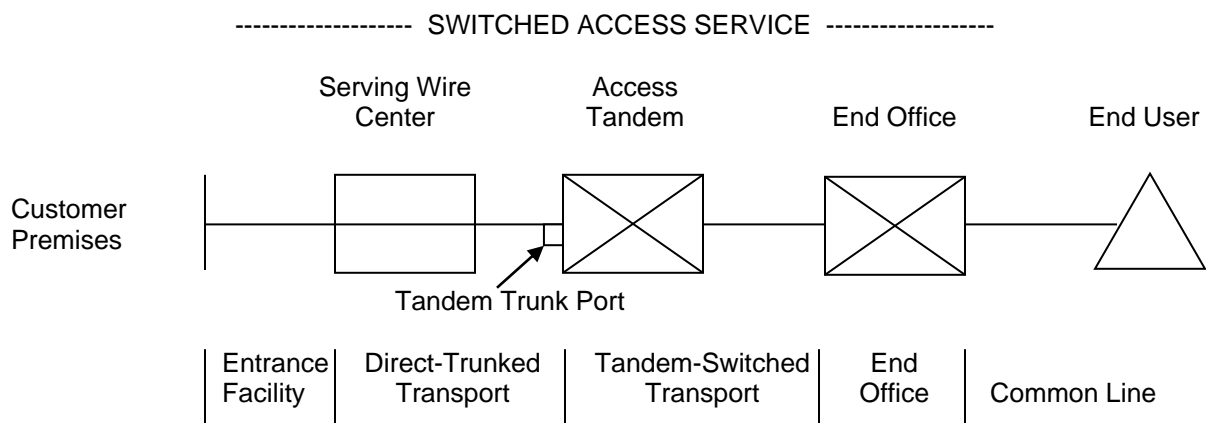 ------------------- SWITCHED ACCESS SERVICE ------------------
Serving Wire Center
Access Tandem
End Office
End User
Customer Premises
Tandem Trunk Port
Entrance Facility
Direct-Trunked Transport
Tandem-Switched Transport
End Office
Common Line